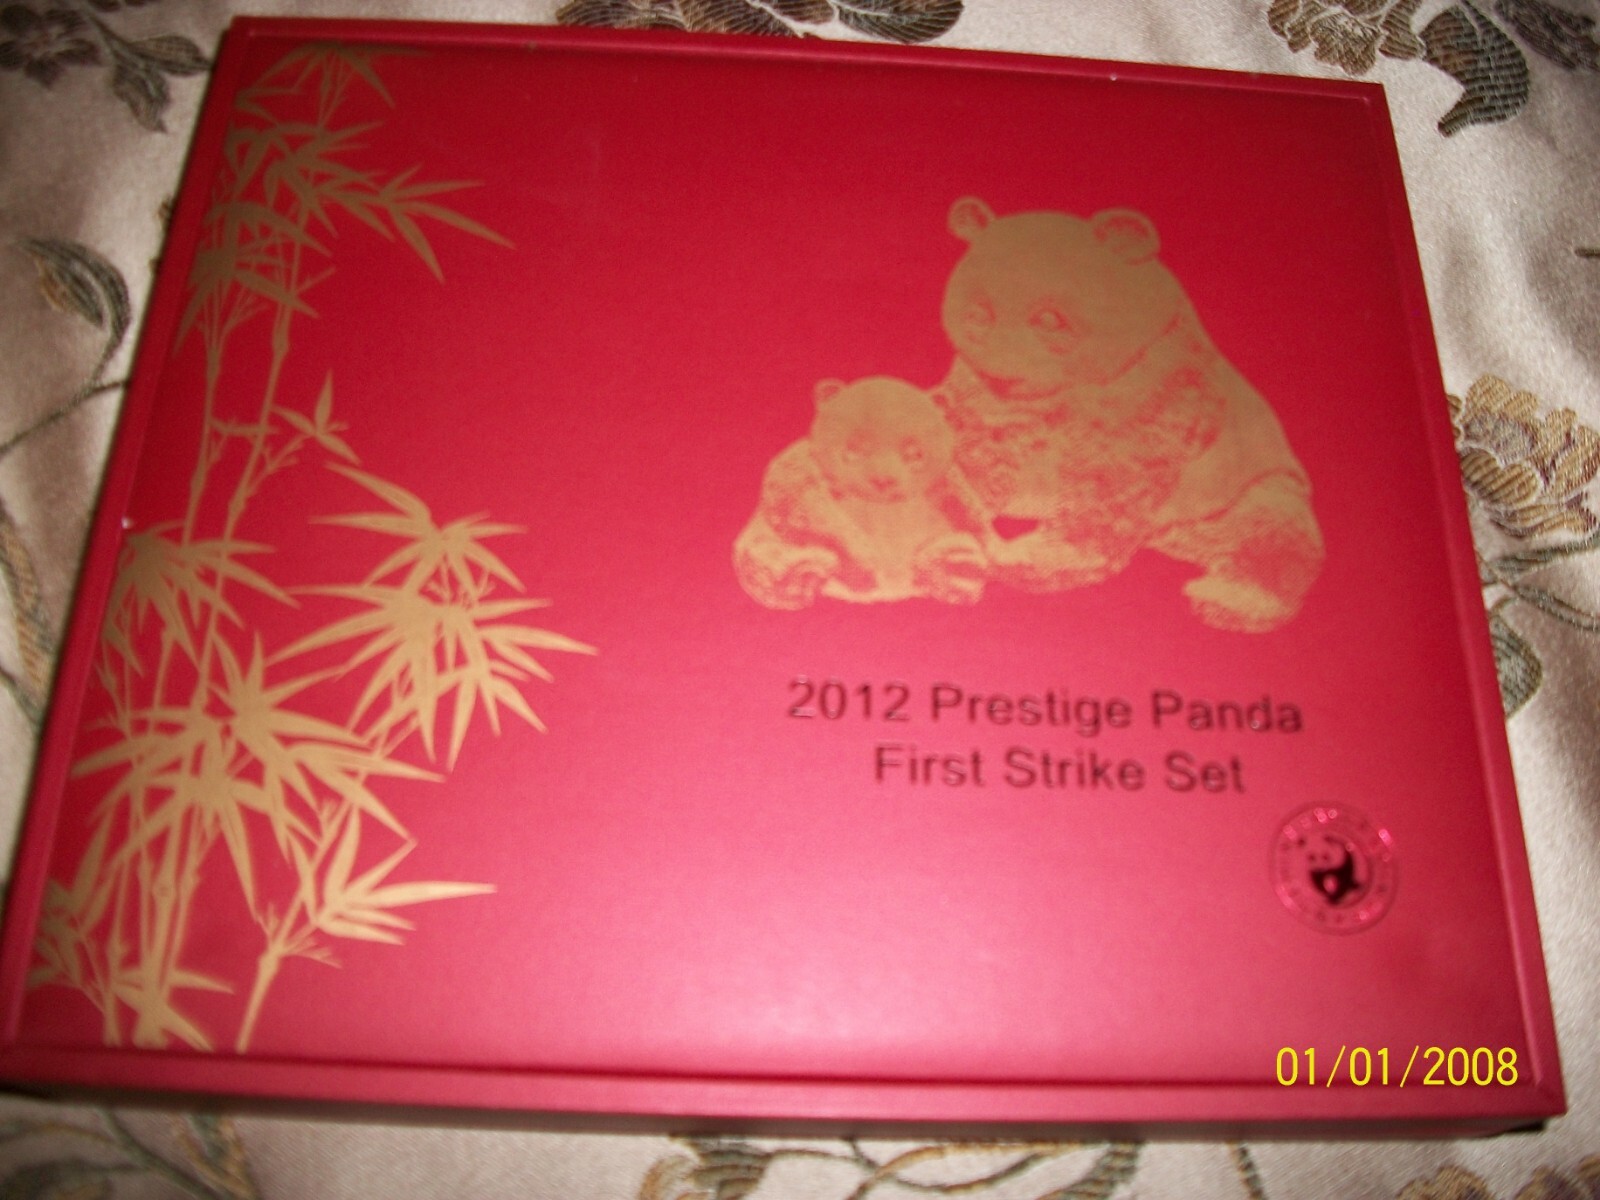 2012 Prestige Panda
First Strike Set
01/01/2008